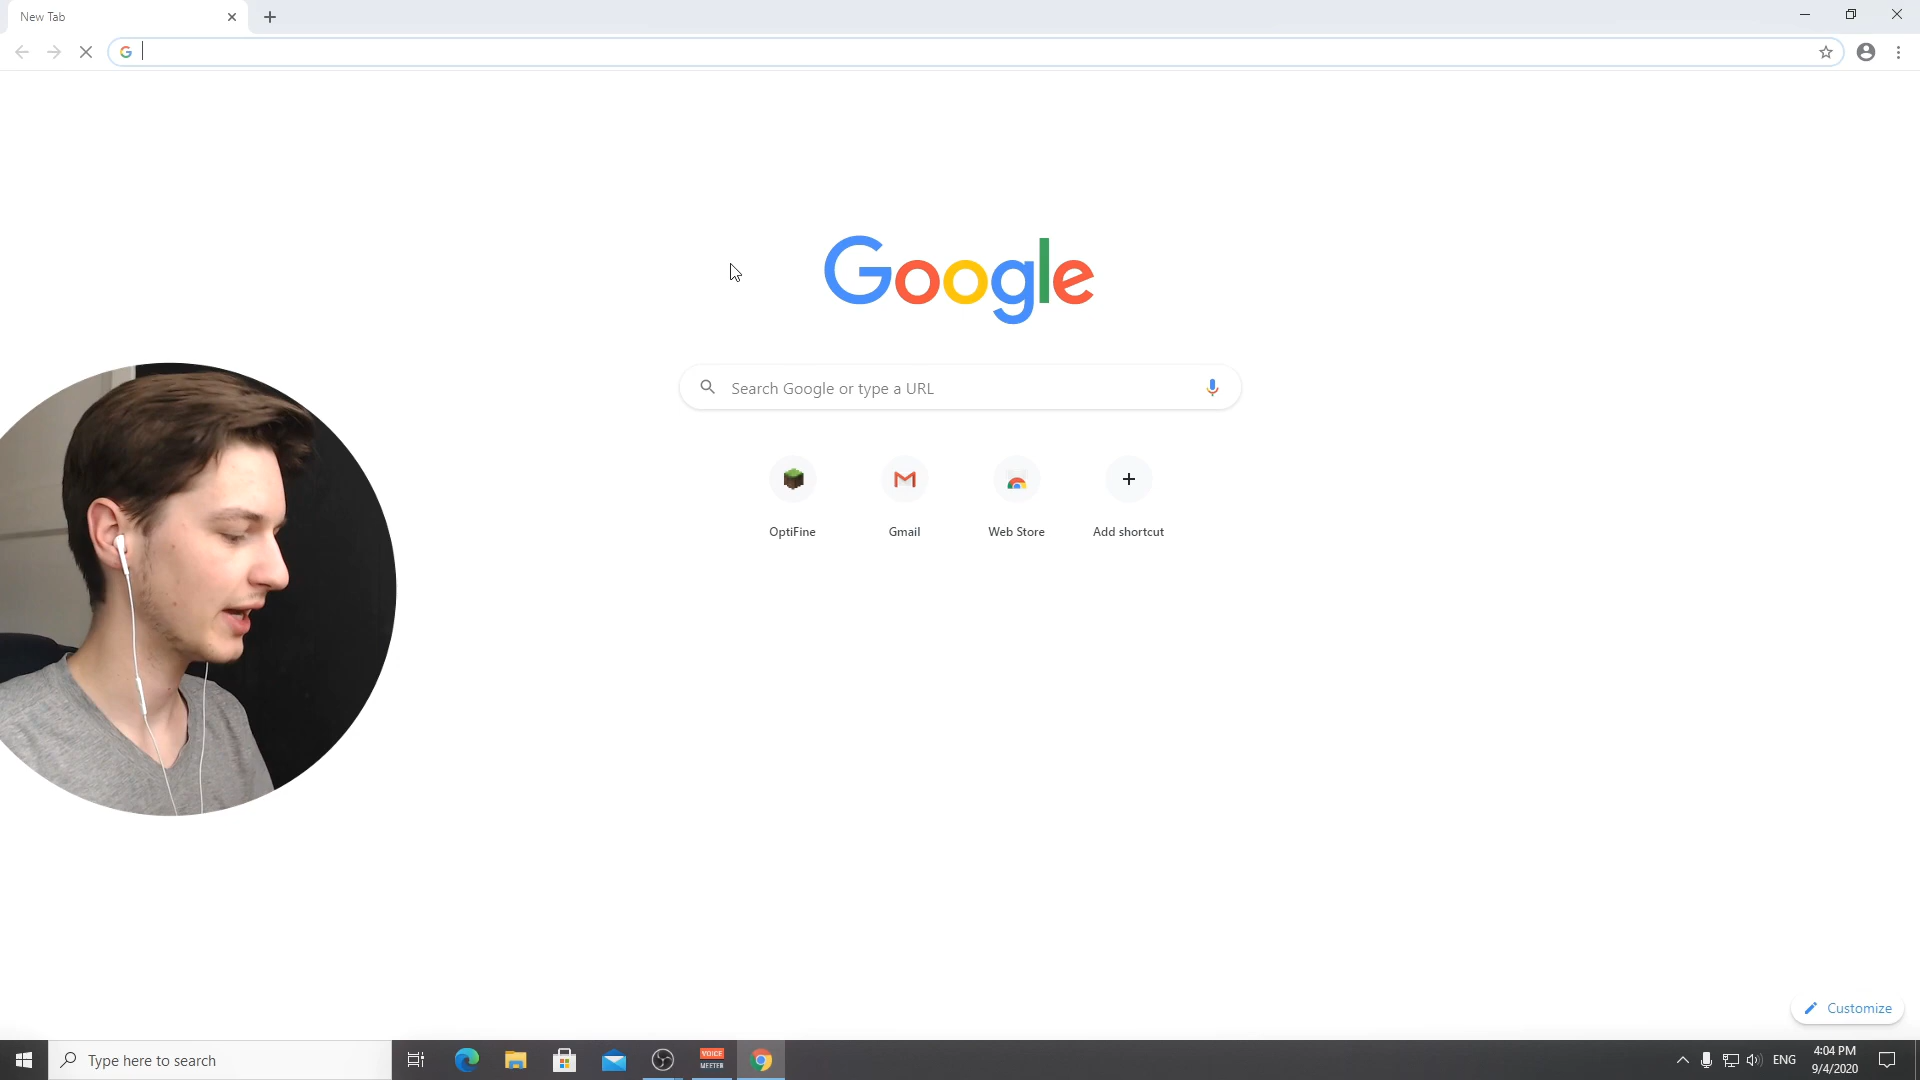 New Tab
Google
Search Google or type a URL
OptiFine
Gmail
Web Store
Add shortcut
Customize
Type here to search
VOICE
MEETER
ENG
4:04 PM
9/4/2020